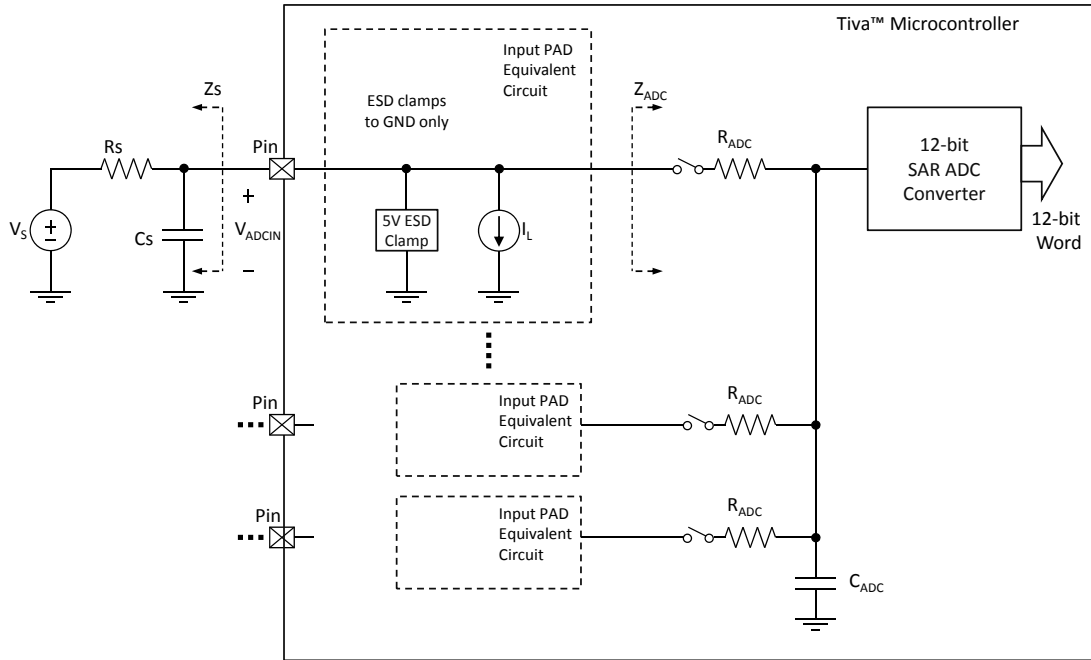 Tiva™ Microcontroller
Input PAD
Equivalent
Circuit
ESD clamps
to GND only
Zs
Z_ADC
Rs
Pin
R_ADC
12-bit
SAR ADC
Converter
+
V_S
+
−
Cs
V_ADCIN
−
5V ESD
Clamp
I_L
12-bit
Word
Pin
Input PAD
Equivalent
Circuit
R_ADC
Pin
Input PAD
Equivalent
Circuit
R_ADC
C_ADC